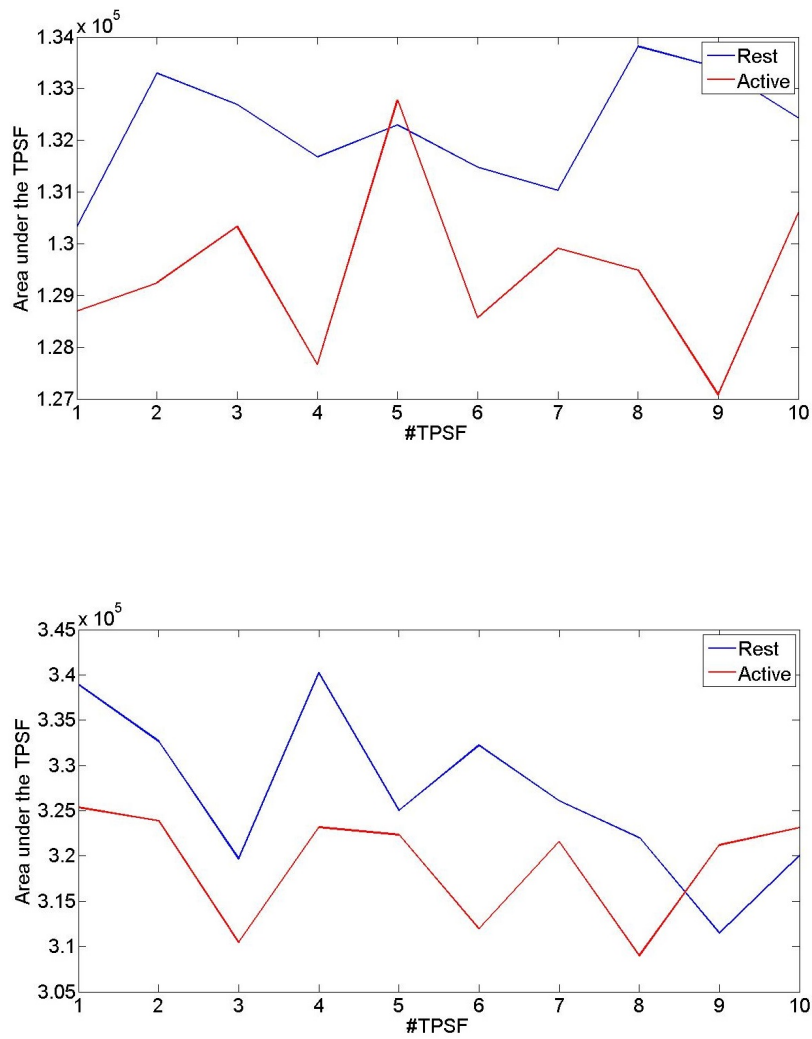 × 10^5
1.34
1.33
1.32
1.31
1.3
1.29
1.28
1.27
Area under the TPSF
Rest
Active
1 2 3 4 5 6 7 8 9 10
#TPSF
× 10^5
3.45
3.4
3.35
3.3
3.25
3.2
3.15
3.1
3.05
Area under the TPSF
Rest
Active
1 2 3 4 5 6 7 8 9 10
#TPSF